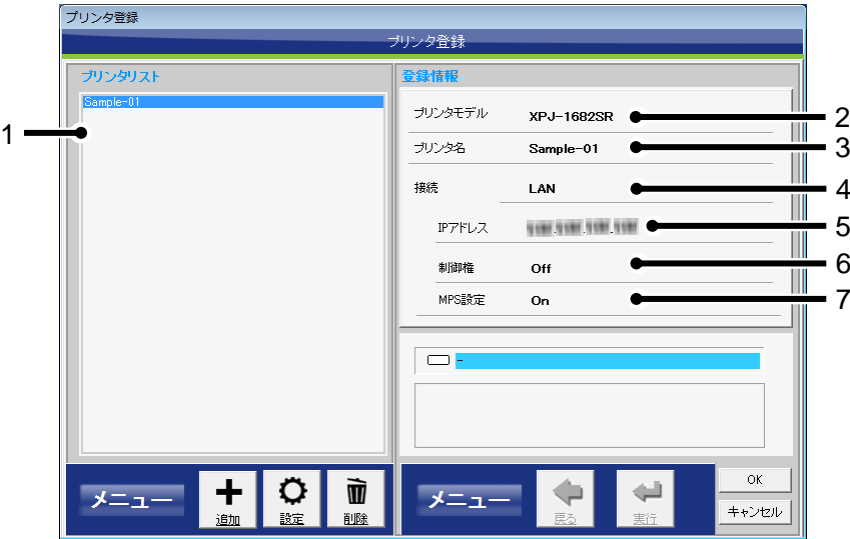 プリンタ登録
プリンタ登録
プリンタリスト
Sample-01
1
登録情報
プリンタモデル XPJ-1682SR 2
プリンタ名 Sample-01 3
接続 LAN 4
IPアドレス 5
制御権 Off 6
MPS設定 On 7
-
メニュー 追加 設定 削除
メニュー 戻る 実行
OK
キャンセル